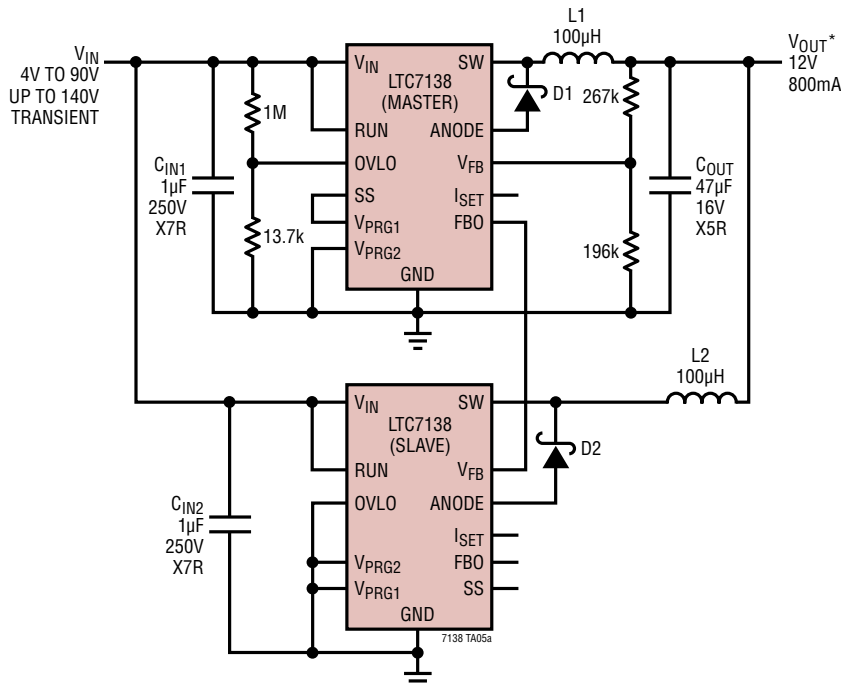 VIN
4V TO 90V
UP TO 140V
TRANSIENT
CIN1
1µF
250V
X7R
1M
13.7k
VIN
RUN
OVLO
SS
VPRG1
VPRG2
GND
LTC7138
(MASTER)
SW
ANODE
VFB
ISET
FBO
D1
L1
100µH
267k
196k
COUT
47µF
16V
X5R
VOUT*
12V
800mA
CIN2
1µF
250V
X7R
VIN
RUN
OVLO
VPRG2
VPRG1
GND
LTC7138
(SLAVE)
SW
VFB
ANODE
ISET
FBO
SS
D2
L2
100µH
7138 TA05a